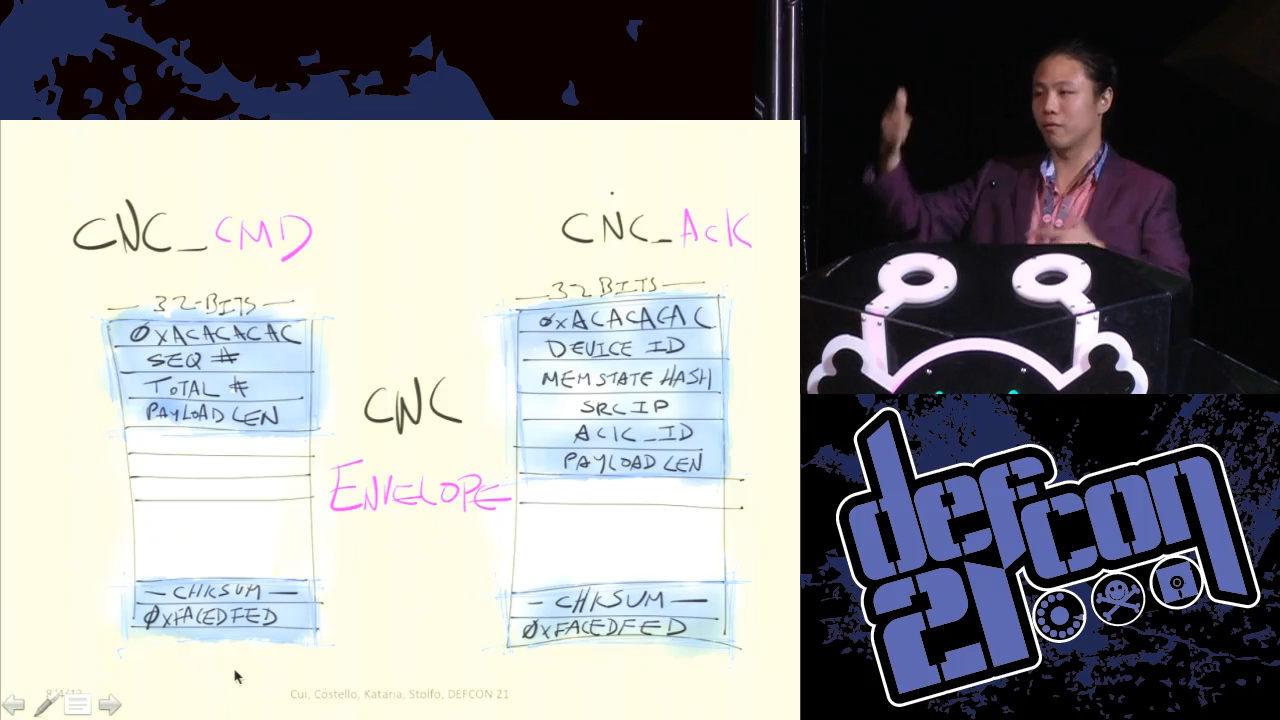 CNC_CMD
32-BITS
0xACACACAC
SEQ #
TOTAL #
PAYLOAD LEN
CHKSUM
0xFACEDFED
CNC
ENVELOPE
CNC_ACK
32 BITS
0xACACACAC
DEVICE ID
MEM STATE HASH
SRC IP
ACK_ID
PAYLOAD LEN
CHKSUM
0xFACEDFED
Cui, Costello, Kataria, Stolfo, DEFCON 21
defcon
21